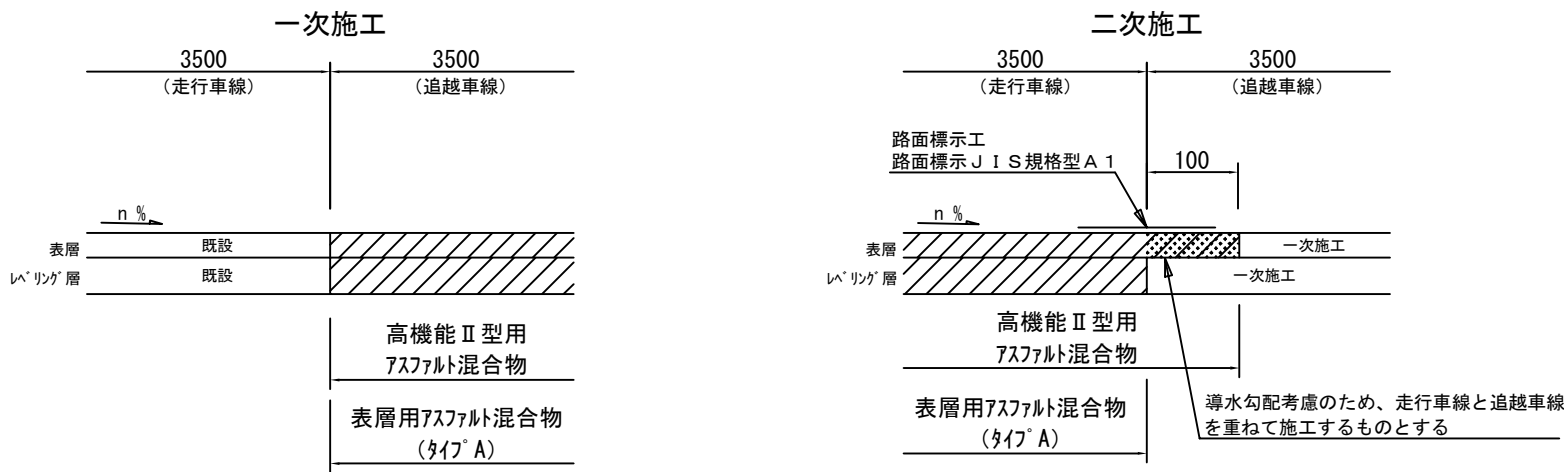 一次施工
3500
3500
(走行車線)
(追越車線)
n %
表層
既設
ﾚﾍﾞﾘﾝｸﾞ層
既設
高機能Ⅱ型用
ｱｽﾌｧﾙﾄ混合物
表層用ｱｽﾌｧﾙﾄ混合物
(ﾀｲﾌﾟA)
二次施工
3500
3500
(走行車線)
(追越車線)
路面標示工
路面標示ＪＩＳ規格型Ａ１
100
n %
表層
一次施工
ﾚﾍﾞﾘﾝｸﾞ層
一次施工
高機能Ⅱ型用
ｱｽﾌｧﾙﾄ混合物
表層用ｱｽﾌｧﾙﾄ混合物
(ﾀｲﾌﾟA)
導水勾配考慮のため、走行車線と追越車線
を重ねて施工するものとする